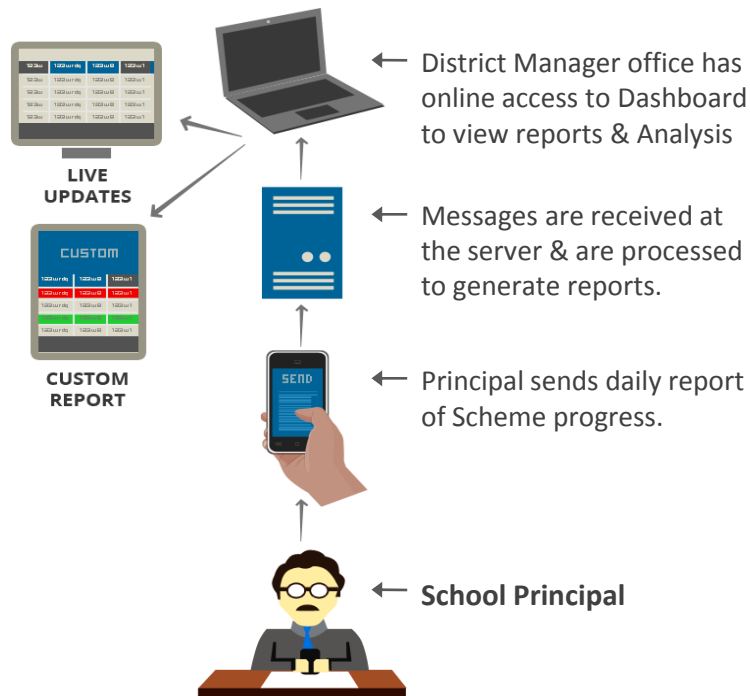 District Manager office has
online access to Dashboard
to view reports & Analysis
LIVE
UPDATES
Messages are received at
the server & are processed
to generate reports.
CUSTOM
CUSTOM
REPORT
SEND
Principal sends daily report
of Scheme progress.
School Principal